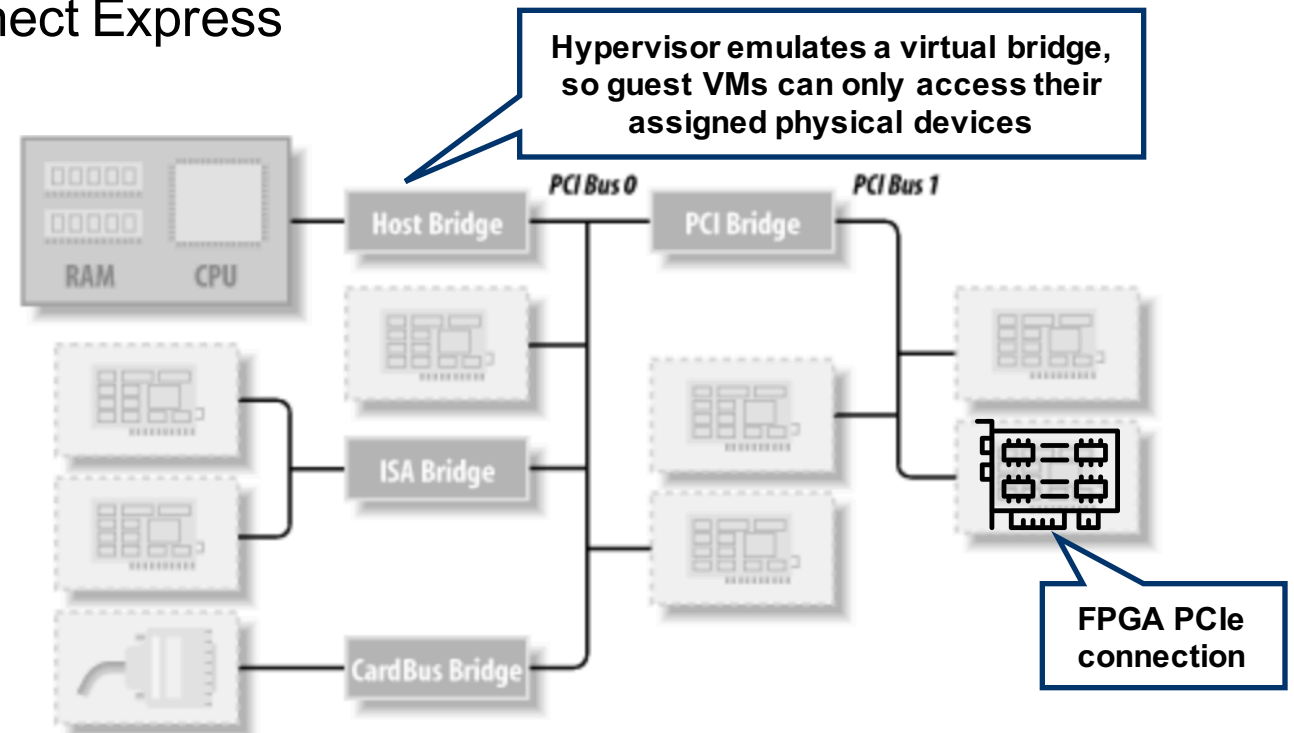 nect Express
Hypervisor emulates a virtual bridge,
so guest VMs can only access their
assigned physical devices
PCI Bus 0
PCI Bus 1
Host Bridge
PCI Bridge
RAM
CPU
ISA Bridge
FPGA PCIe
connection
CardBus Bridge